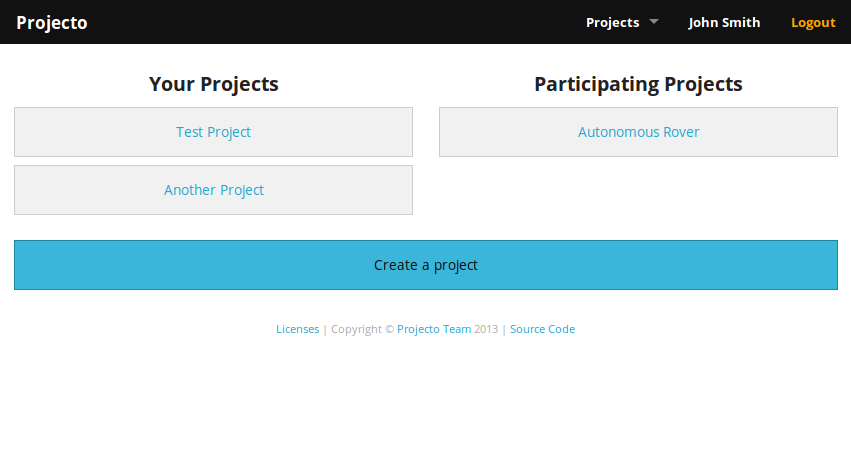 Projecto Projects John Smith Logout
Your Projects Participating Projects
Test Project Autonomous Rover
Another Project
Create a project
Licenses | Copyright © Projecto Team 2013 | Source Code